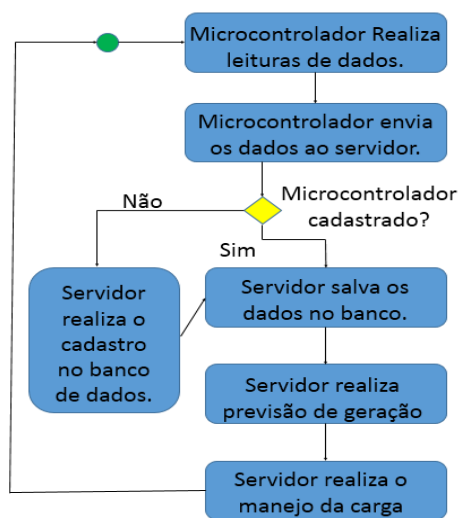 Microcontrolador Realiza
leituras de dados.
Microcontrolador envia
os dados ao servidor.
Microcontrolador
cadastrado?
Não
Sim
Servidor
realiza o
cadastro
no banco
de dados.
Servidor salva os
dados no banco.
Servidor realiza
previsão de geração
Servidor realiza o
manejo da carga